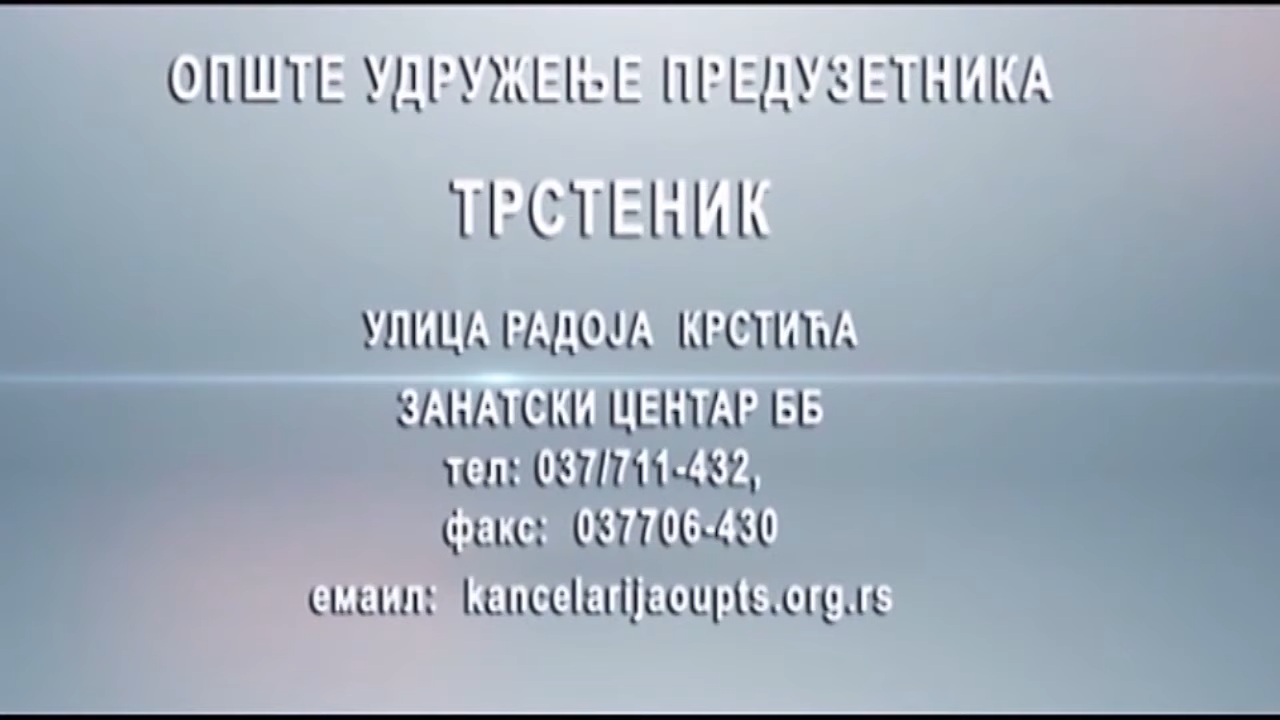 ОПШТЕ УДРУЖЕЊЕ ПРЕДУЗЕТНИКА
ТРСТЕНИК
УЛИЦА РАДОЈА КРСТИЋА
ЗАНАТСКИ ЦЕНТАР ББ
тел: 037/711-432,
факс: 037706-430
емаил: kancelarijaoupts.org.rs